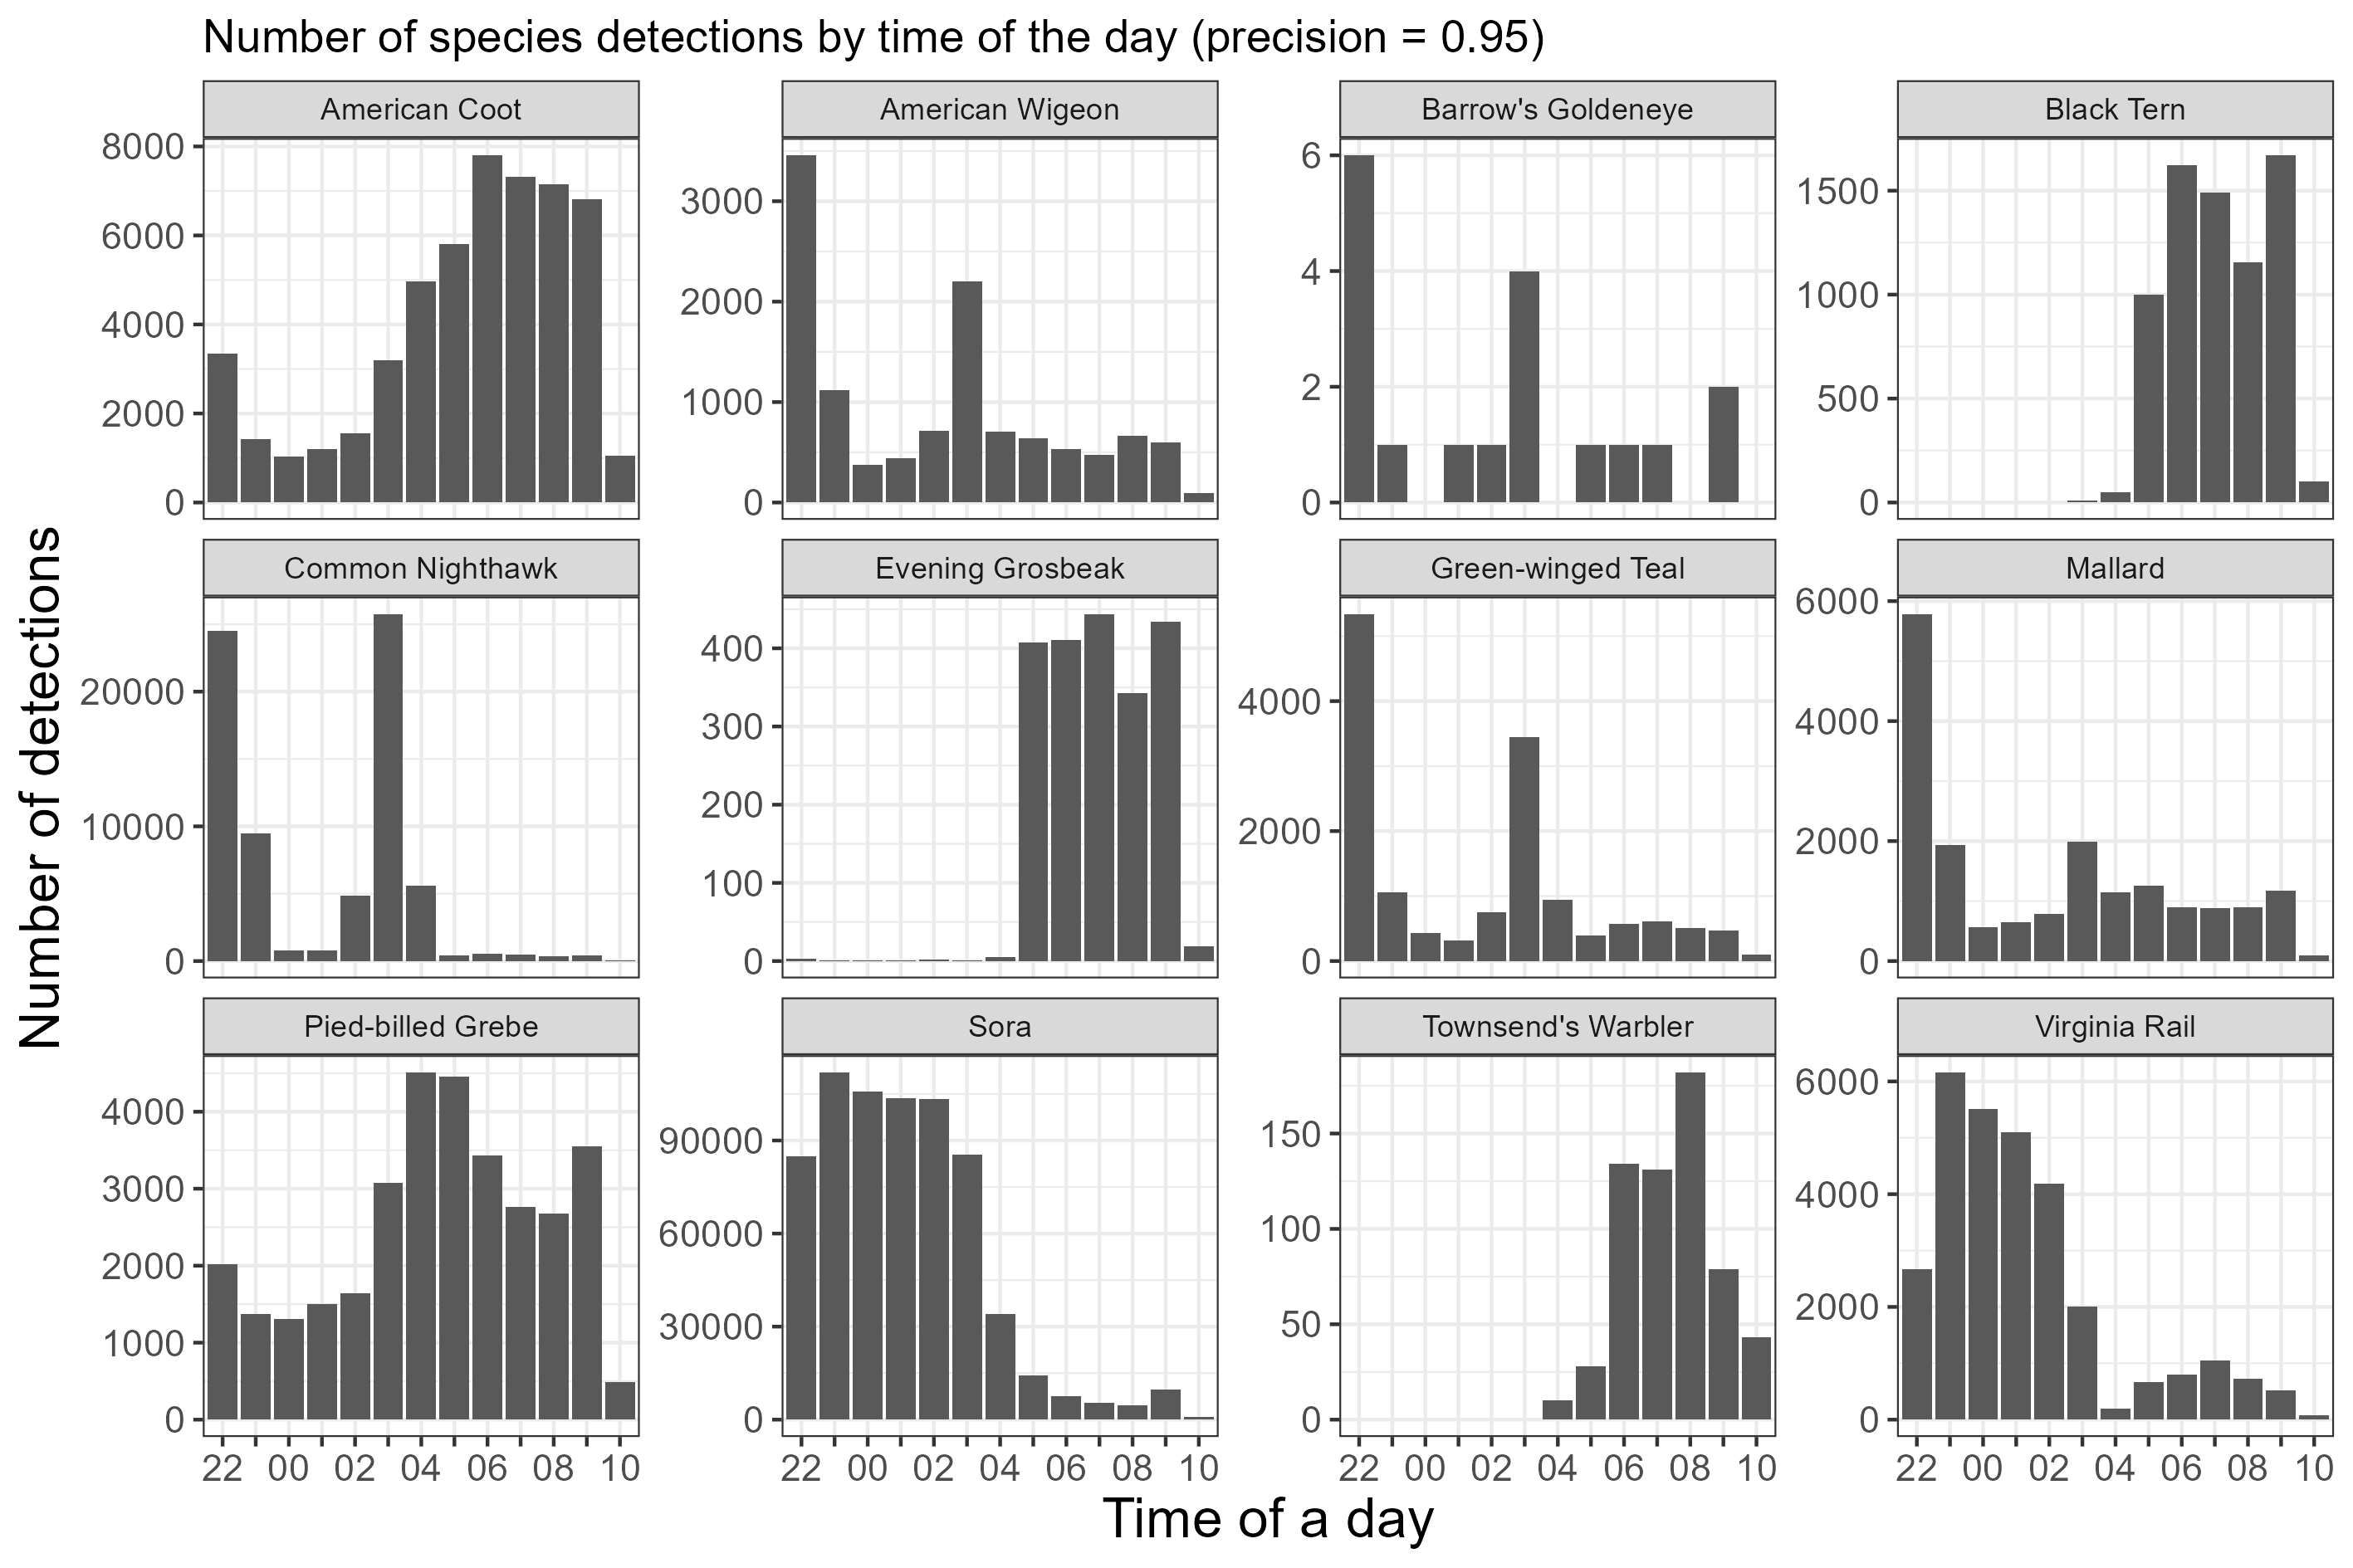 Number of species detections by time of the day (precision = 0.95)
American Coot
American Wigeon
Barrow's Goldeneye
Black Tern
8000
6000
4000
2000
0
3000
2000
1000
0
6
4
2
0
1500
1000
500
0
Common Nighthawk
Evening Grosbeak
Green-winged Teal
Mallard
20000
10000
0
400
300
200
100
0
4000
2000
0
6000
4000
2000
0
Pied-billed Grebe
Sora
Townsend's Warbler
Virginia Rail
4000
3000
2000
1000
0
90000
60000
30000
0
150
100
50
0
6000
4000
2000
0
22 00 02 04 06 08 10
22 00 02 04 06 08 10
22 00 02 04 06 08 10
22 00 02 04 06 08 10
Number of detections
Time of a day